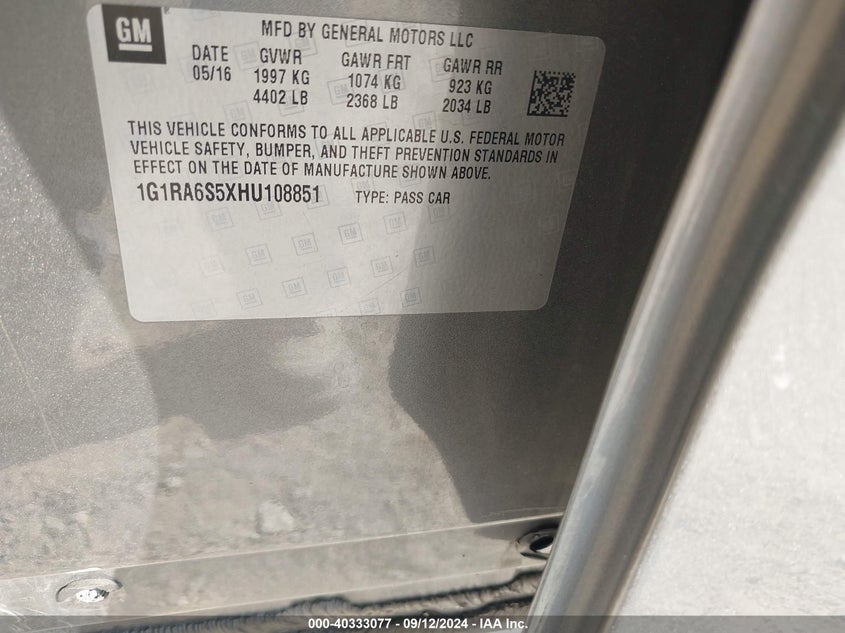 GM
MFD BY GENERAL MOTORS LLC
DATE GVWR GAWR FRT GAWR RR
05/16 1997 KG 1074 KG 923 KG
4402 LB 2368 LB 2034 LB
THIS VEHICLE CONFORMS TO ALL APPLICABLE U.S. FEDERAL MOTOR
VEHICLE SAFETY, BUMPER, AND THEFT PREVENTION STANDARDS IN
EFFECT ON THE DATE OF MANUFACTURE SHOWN ABOVE.
1G1RA6S5XHU108851 TYPE: PASS CAR
000-40333077 - 09/12/2024 - IAA Inc.